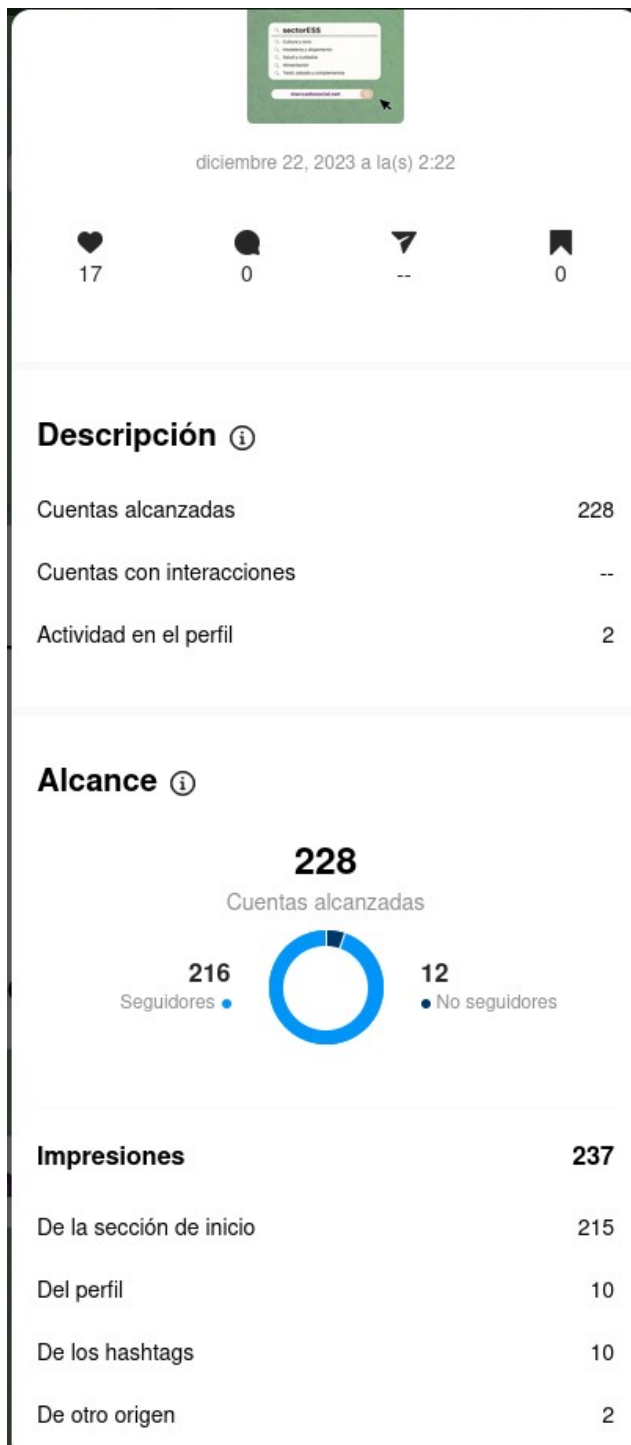 sectorESS
Cultura y ocio
Hostelería y alojamiento
Salud y cuidados
Alimentación
Textil, calzado y complementos
mercadosocial.net
diciembre 22, 2023 a la(s) 2:22
17 0 -- 0
Descripción
Cuentas alcanzadas 228
Cuentas con interacciones --
Actividad en el perfil 2
Alcance
228
Cuentas alcanzadas
216 12
Seguidores No seguidores
Impresiones 237
De la sección de inicio 215
Del perfil 10
De los hashtags 10
De otro origen 2